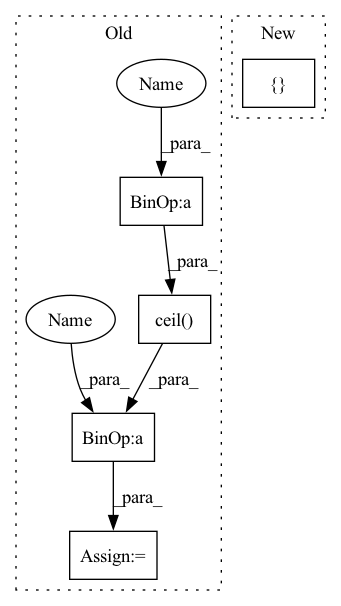 Old
New
Name
{}
_para_
BinOp:a
_para_
Name
ceil()
_para_
_para_
BinOp:a
_para_
Assign:=